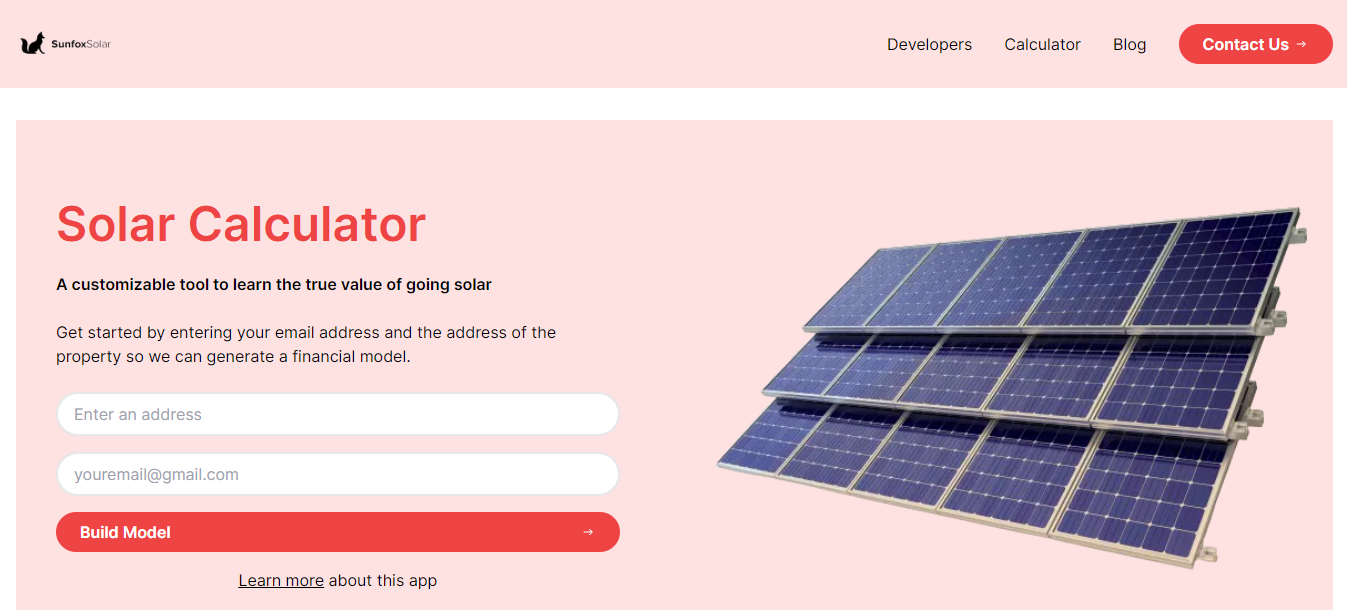 SunfoxSolar
Developers
Calculator
Blog
Contact Us →
Solar Calculator
A customizable tool to learn the true value of going solar
Get started by entering your email address and the address of the
property so we can generate a financial model.
Enter an address
youremail@gmail.com
Build Model →
Learn more about this app